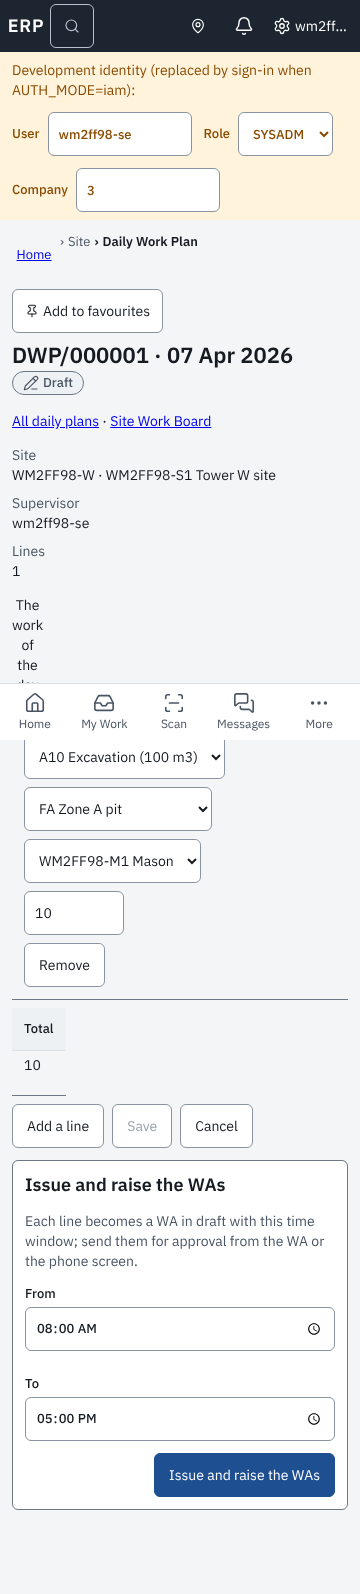 ERP
wm2ff...
Development identity (replaced by sign-in when
AUTH_MODE=iam):
User wm2ff98-se Role SYSADM
Company 3
Home › Site › Daily Work Plan
Add to favourites
DWP/000001 · 07 Apr 2026
Draft
All daily plans · Site Work Board
Site
WM2FF98-W · WM2FF98-S1 Tower W site
Supervisor
wm2ff98-se
Lines
1
The
work
of
the
Home My Work Scan Messages More
A10 Excavation (100 m3)
FA Zone A pit
WM2FF98-M1 Mason
10
Remove
Total
10
Add a line Save Cancel
Issue and raise the WAs
Each line becomes a WA in draft with this time
window; send them for approval from the WA or
the phone screen.
From
08:00 AM
To
05:00 PM
Issue and raise the WAs